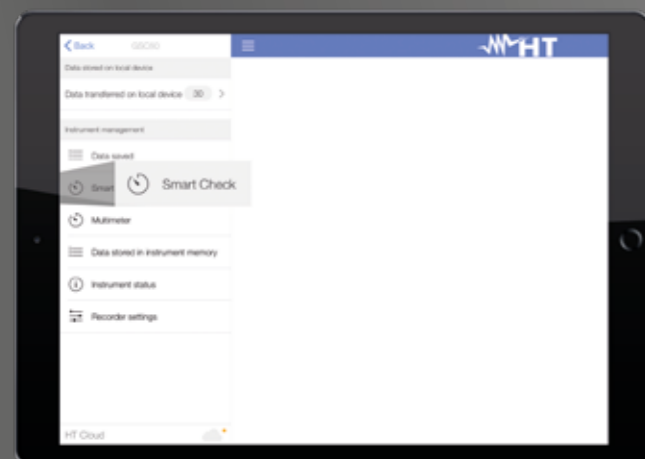 Back GSC60
HT
Data stored on local device
Data transferred on local device 30
Instrument management
Data saved
Smart
Smart Check
Multimeter
Data stored in instrument memory
Instrument status
Recorder settings
HT Cloud